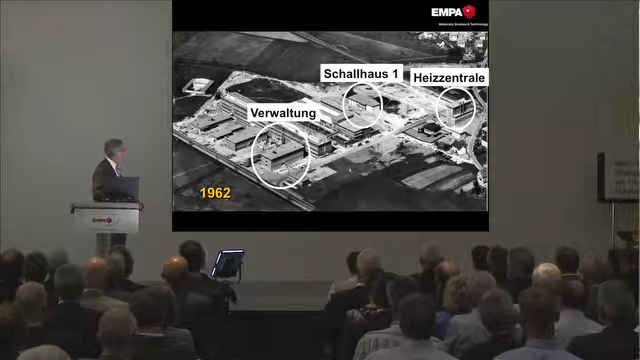 EMPA
Materials Science & Technology
Schallhaus 1
Heizzentrale
Verwaltung
1962
EMPA